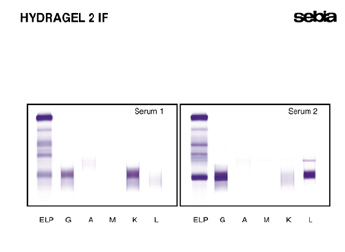 HYDRAGEL 2 IF
sebia
Serum 1
Serum 2
ELP G A M K L
ELP G A M K L